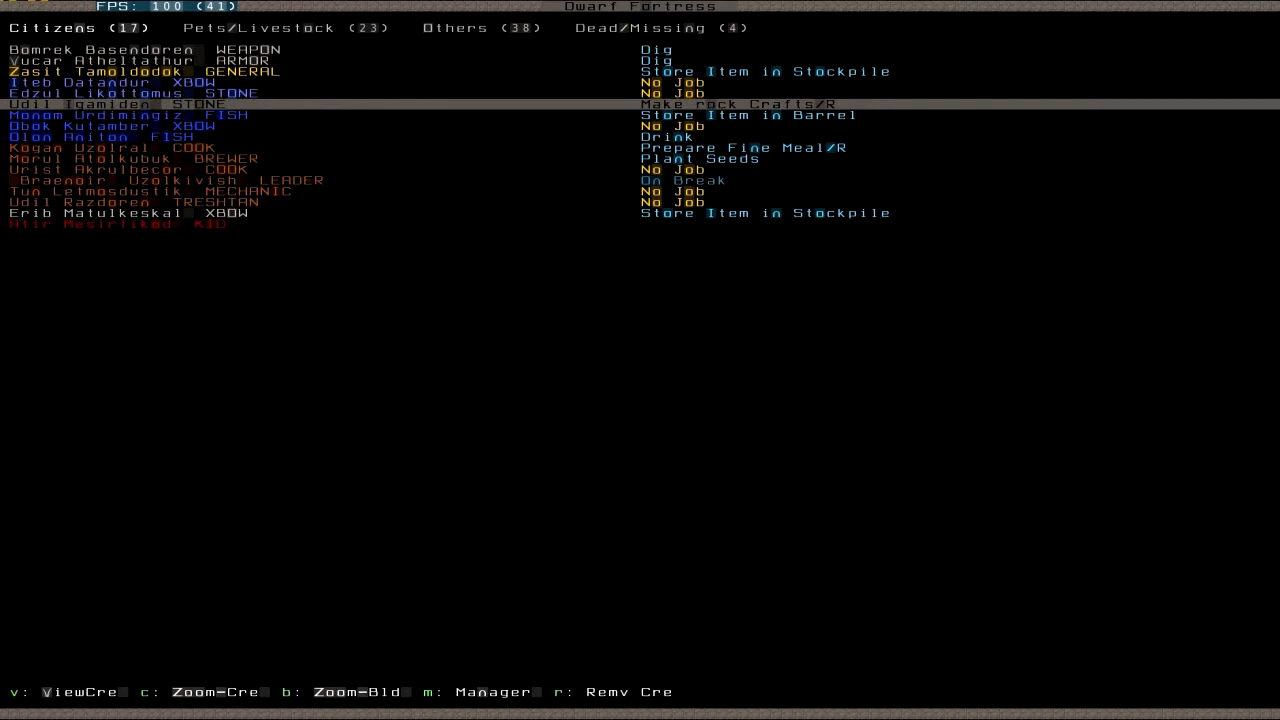 FPS: 100 (41) Dwarf Fortress
Citizens (17) Pets/Livestock (23) Others (38) Dead/Missing (4)
Bomrek Basendoren WEAPON Dig
Vucar Atheltathur ARMOR Dig
Zasit Tamoldodok GENERAL Store Item in Stockpile
Iteb Datandur XBOW No Job
Edzul Likottomus STONE No Job
Udil Igamiden STONE Make rock Crafts/R
Monom Urdimingiz FISH Store Item in Barrel
Obok Kutamber XBOW No Job
Olon Aniton FISH Drink
Kogan Uzolral COOK Prepare Fine Meal/R
Morul Atolkubuk BREWER Plant Seeds
Urist Akrulbecor COOK No Job
Braenoir Uzolkivish LEADER On Break
Tun Letmosdustik MECHANIC No Job
Udil Razdoren TRESHTAN No Job
Erib Matulkeskal XBOW Store Item in Stockpile
Atir Mesirtikod KID
v: ViewCre c: Zoom-Cre b: Zoom-Bld m: Manager r: Remv Cre